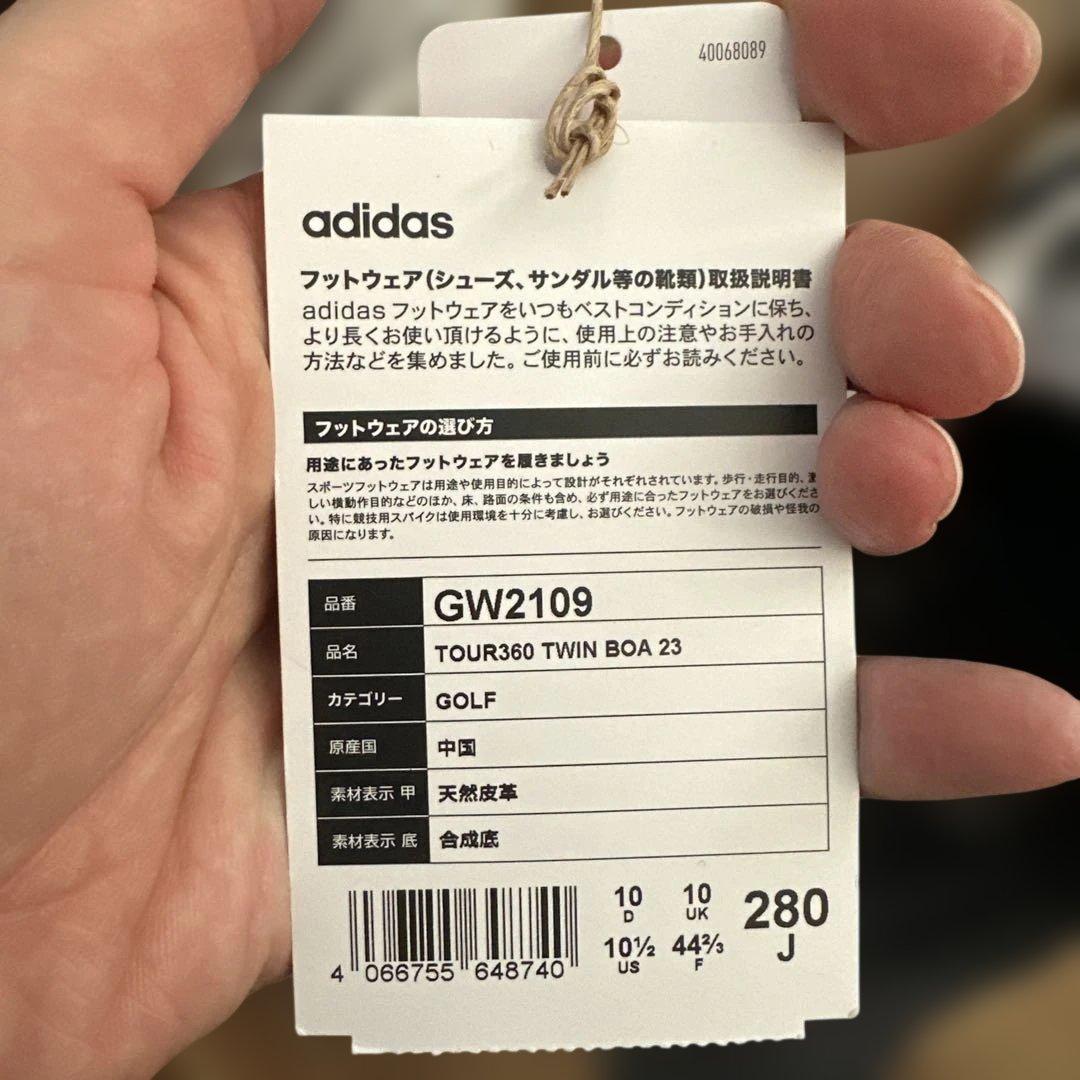 40068089
adidas
フットウェア(シューズ、サンダル等の靴類)取扱説明書
adidas フットウェアをいつもベストコンディションに保ち、
より長くお使い頂けるように、使用上の注意やお手入れの
方法などを集めました。ご使用前に必ずお読みください。
フットウェアの選び方
用途にあったフットウェアを履きましょう
スポーツフットウェアは用途や使用目的によって設計がそれぞれされています。歩行・走行目的、激
しい横動作目的などのほか、床、路面の条件も含め、必ず用途に合ったフットウェアをお選びくださ
い。特に競技用スパイクは使用環境を十分に考慮し、お選びください。フットウェアの破損や怪我の
原因になります。
品番 GW2109
品名 TOUR360 TWIN BOA 23
カテゴリー GOLF
原産国 中国
素材表示 甲 天然皮革
素材表示 底 合成底
10 10 280
D UK J
10½ 44⅔
US F
4 066755 648740